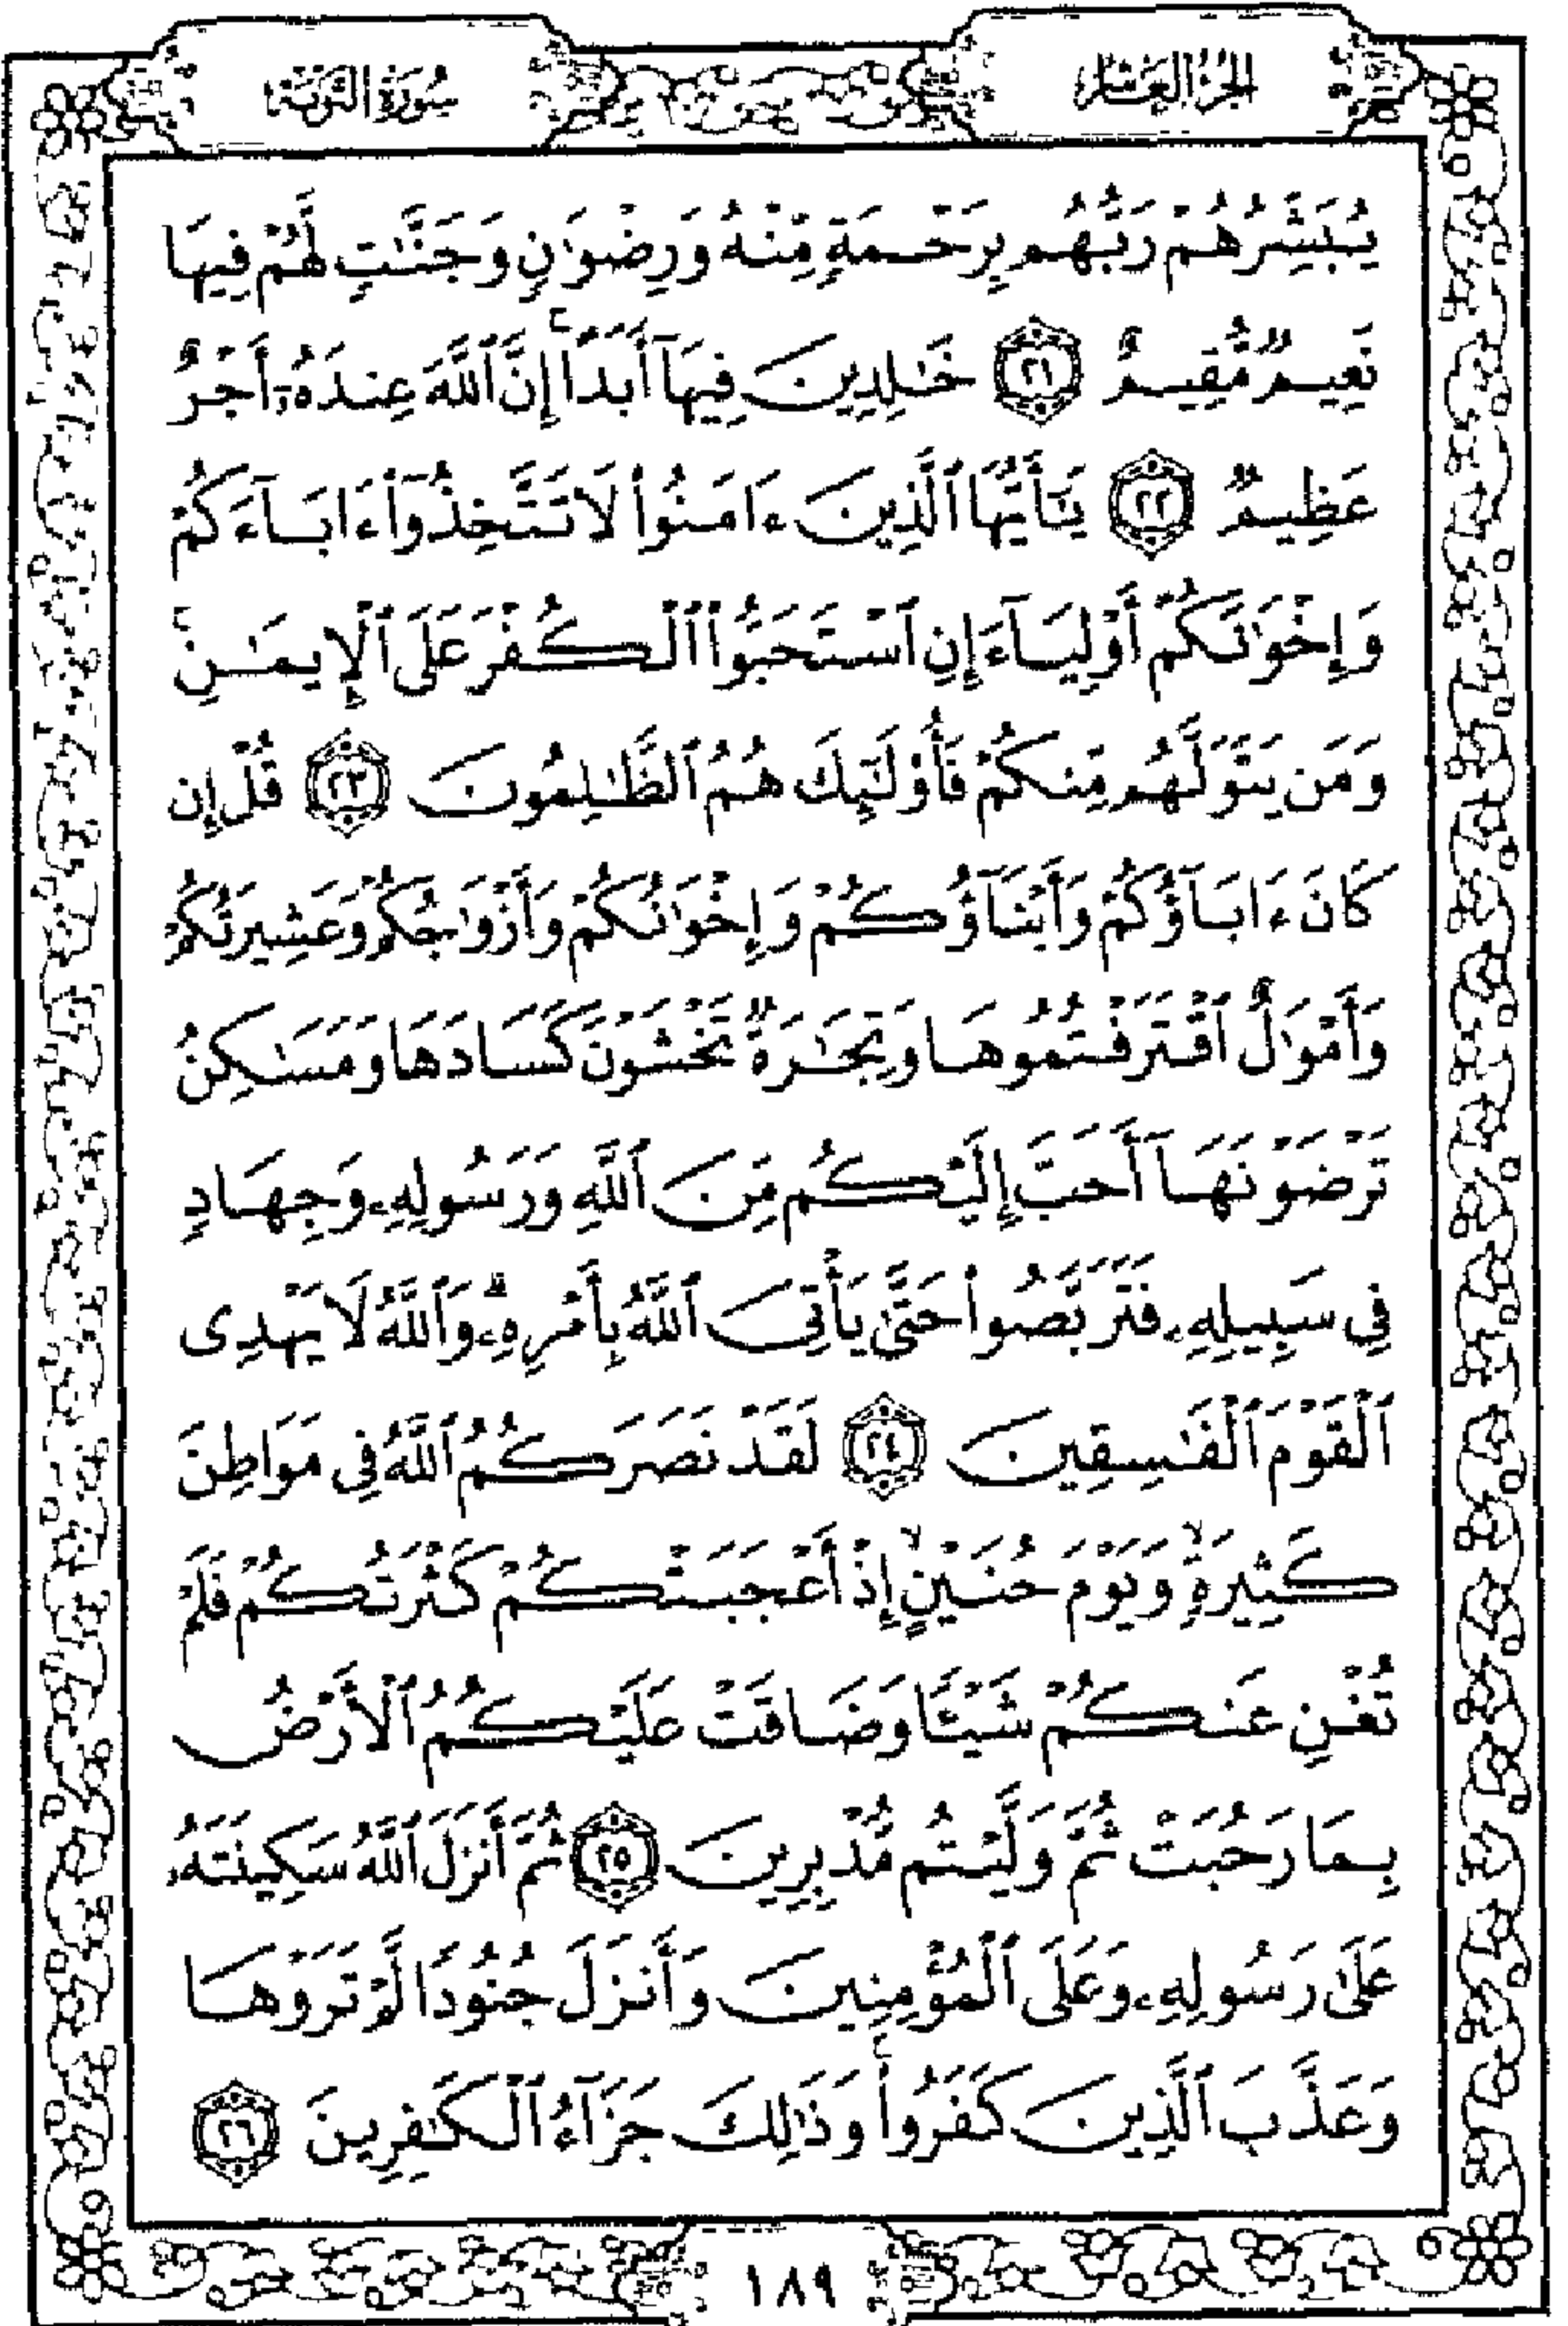 الجزء العاشر
سورة التوبة
يُبَشِّرُهُمْ رَبُّهُم بِرَحْمَةٍ مِّنْهُ وَرِضْوَٰنٍ وَجَنَّـٰتٍ لَّهُمْ فِيهَا
نَعِيمٌ مُّقِيمٌ ٢١ خَـٰلِدِينَ فِيهَآ أَبَدًا ۚ إِنَّ ٱللَّهَ عِندَهُۥٓ أَجْرٌ
عَظِيمٌ ٢٢ يَـٰٓأَيُّهَا ٱلَّذِينَ ءَامَنُوا۟ لَا تَتَّخِذُوٓا۟ ءَابَآءَكُمْ
وَإِخْوَٰنَكُمْ أَوْلِيَآءَ إِنِ ٱسْتَحَبُّوا۟ ٱلْكُفْرَ عَلَى ٱلْإِيمَـٰنِ ۚ
وَمَن يَتَوَلَّهُم مِّنكُمْ فَأُو۟لَـٰٓئِكَ هُمُ ٱلظَّـٰلِمُونَ ٢٣ قُلْ إِن
كَانَ ءَابَآؤُكُمْ وَأَبْنَآؤُكُمْ وَإِخْوَٰنُكُمْ وَأَزْوَٰجُكُمْ وَعَشِيرَتُكُمْ
وَأَمْوَٰلٌ ٱقْتَرَفْتُمُوهَا وَتِجَـٰرَةٌ تَخْشَوْنَ كَسَادَهَا وَمَسَـٰكِنُ
تَرْضَوْنَهَآ أَحَبَّ إِلَيْكُم مِّنَ ٱللَّهِ وَرَسُولِهِۦ وَجِهَادٍ
فِى سَبِيلِهِۦ فَتَرَبَّصُوا۟ حَتَّىٰ يَأْتِىَ ٱللَّهُ بِأَمْرِهِۦ ۗ وَٱللَّهُ لَا يَهْدِى
ٱلْقَوْمَ ٱلْفَـٰسِقِينَ ٢٤ لَقَدْ نَصَرَكُمُ ٱللَّهُ فِى مَوَاطِنَ
كَثِيرَةٍ ۙ وَيَوْمَ حُنَيْنٍ ۙ إِذْ أَعْجَبَتْكُمْ كَثْرَتُكُمْ فَلَمْ
تُغْنِ عَنكُمْ شَيْـًٔا وَضَاقَتْ عَلَيْكُمُ ٱلْأَرْضُ
بِمَا رَحُبَتْ ثُمَّ وَلَّيْتُم مُّدْبِرِينَ ٢٥ ثُمَّ أَنزَلَ ٱللَّهُ سَكِينَتَهُۥ
عَلَىٰ رَسُولِهِۦ وَعَلَى ٱلْمُؤْمِنِينَ وَأَنزَلَ جُنُودًا لَّمْ تَرَوْهَا
وَعَذَّبَ ٱلَّذِينَ كَفَرُوا۟ ۚ وَذَٰلِكَ جَزَآءُ ٱلْكَـٰفِرِينَ ٢٦
١٨٩